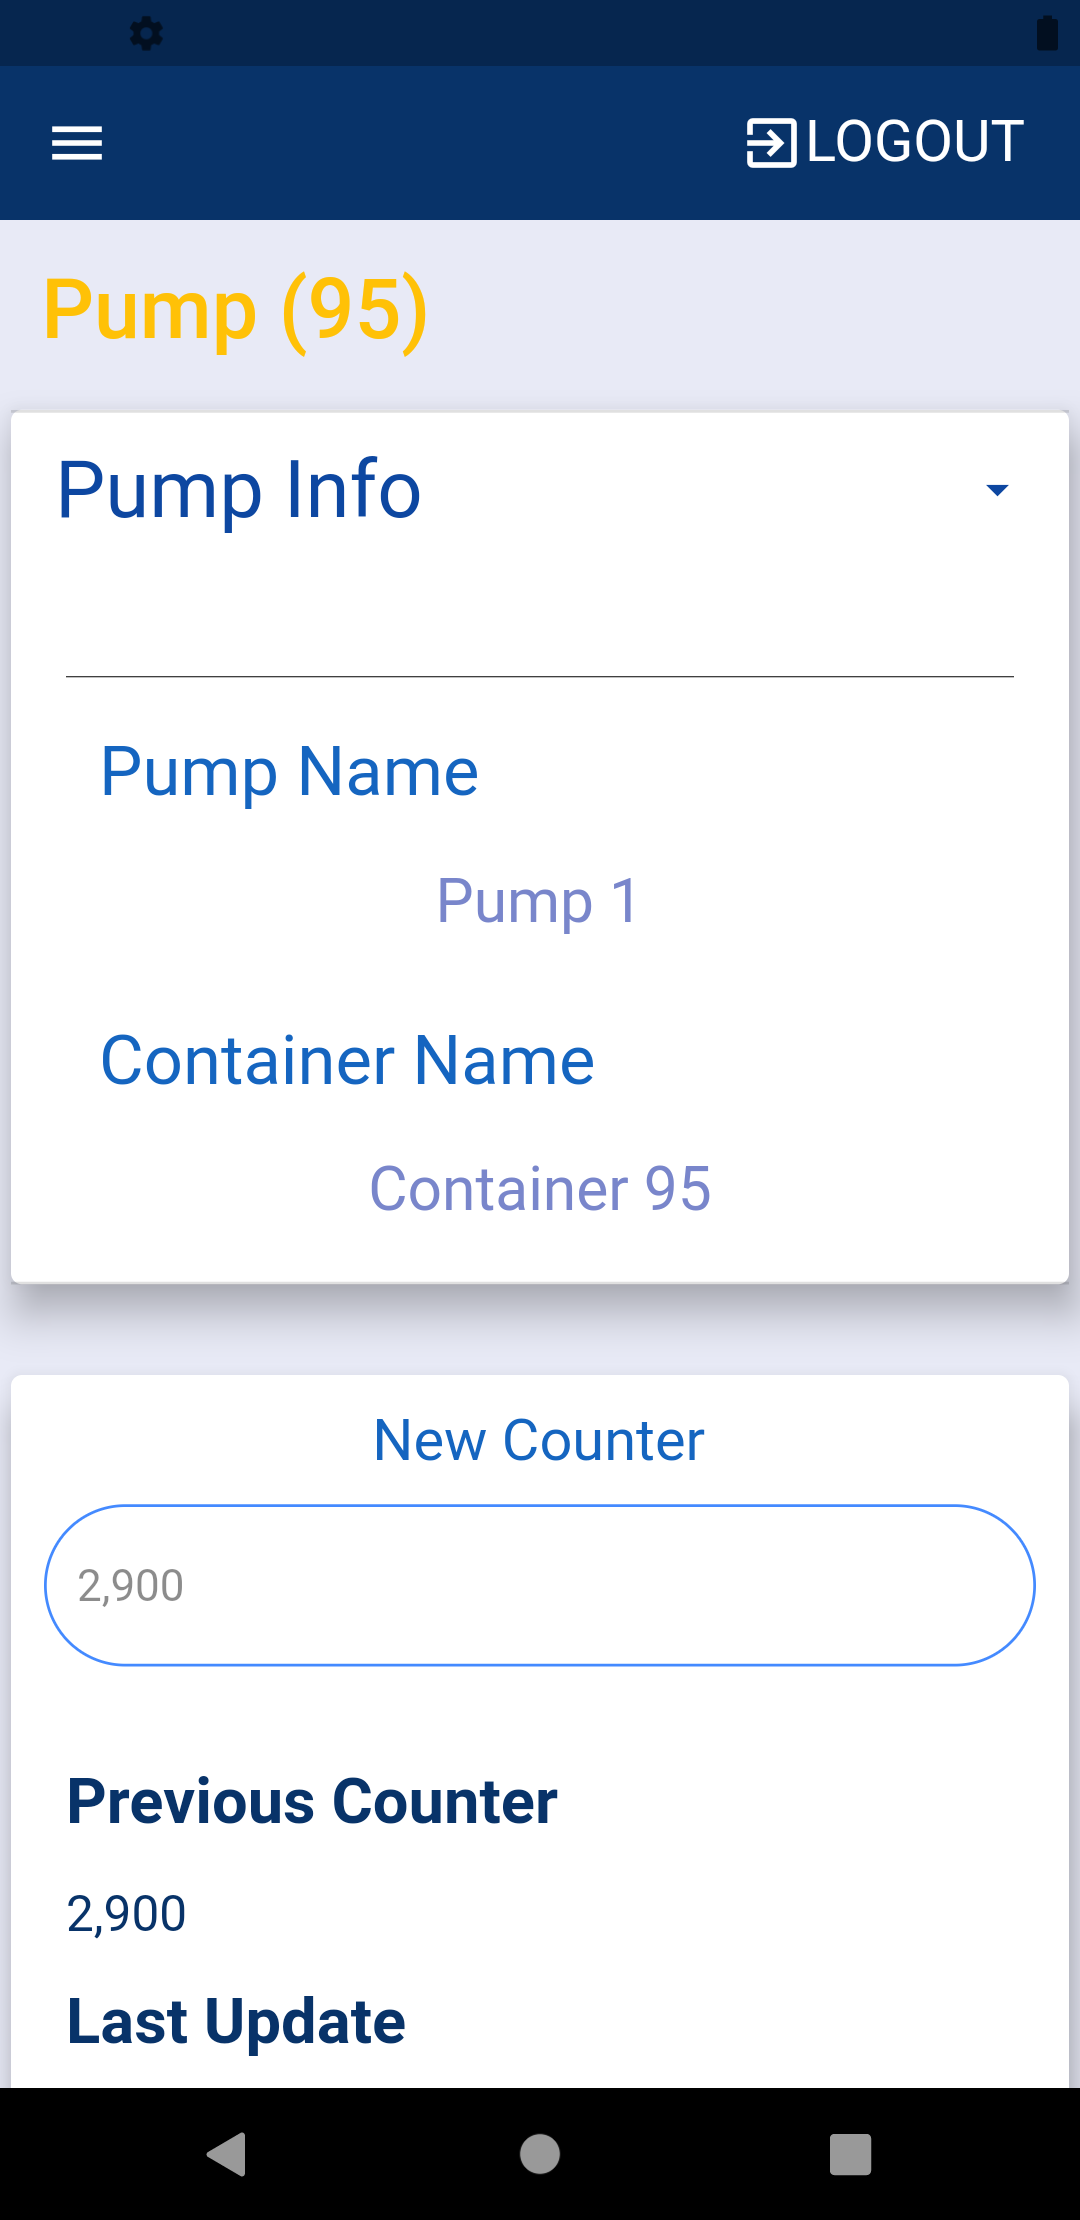 LOGOUT
Pump (95)
Pump Info
Pump Name
Pump 1
Container Name
Container 95
New Counter
2,900
Previous Counter
2,900
Last Update